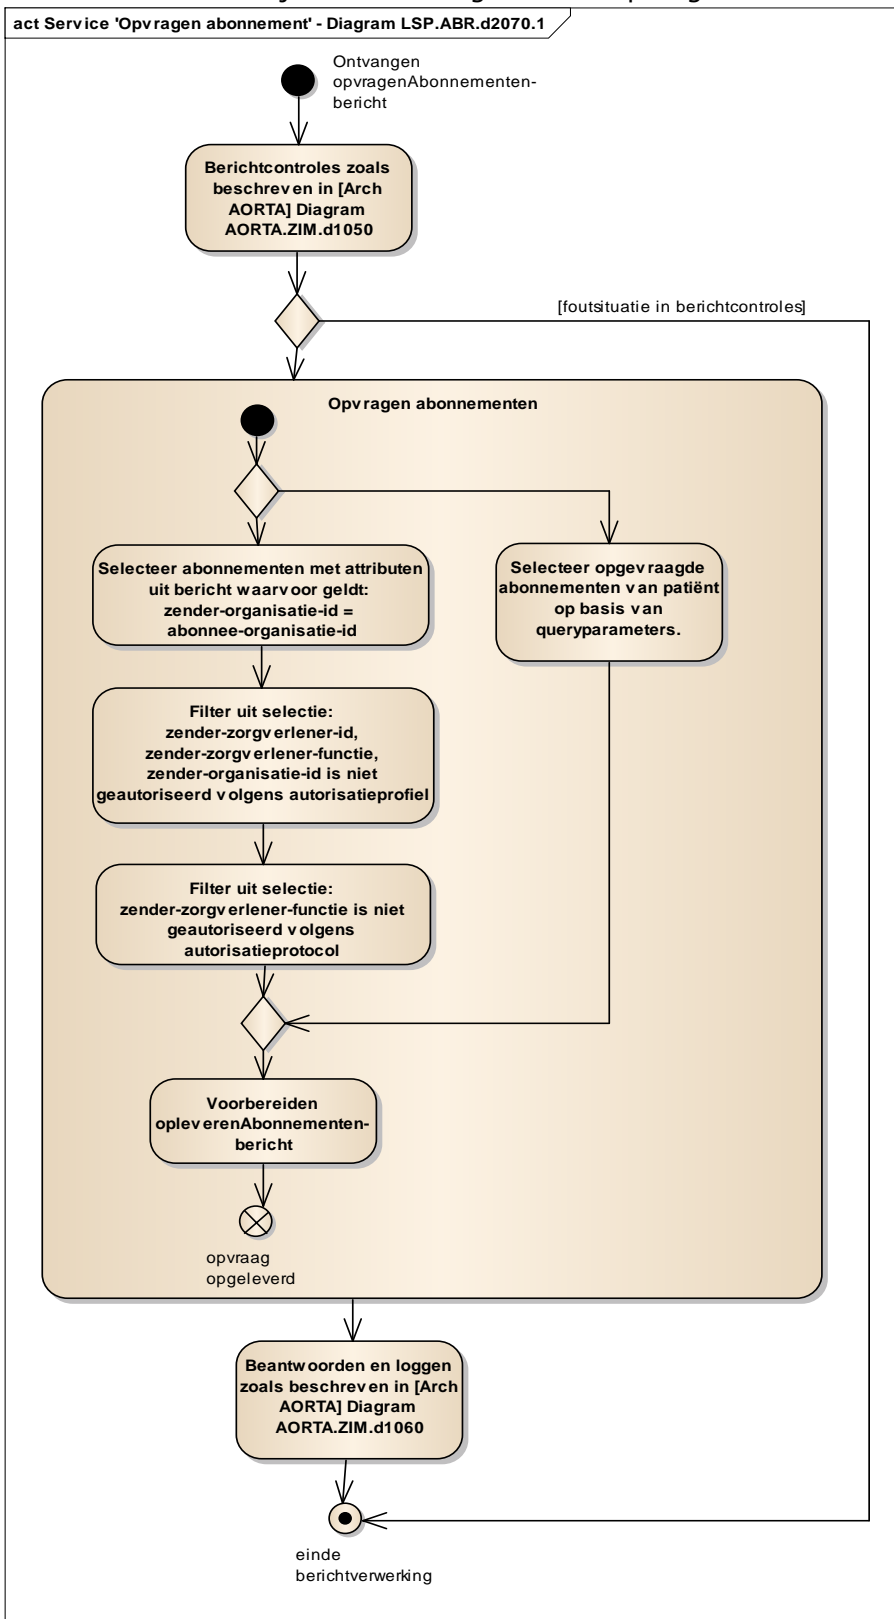 act Service 'Opvragen abonnement' - Diagram LSP.ABR.d2070.1
Ontvangen
opvragenAbonnementen-
bericht
Berichtcontroles zoals
beschreven in [Arch
AORTA] Diagram
AORTA.ZIM.d1050
[foutsituatie in berichtcontroles]
Opvragen abonnementen
Selecteer abonnementen met attributen
uit bericht waarvoor geldt:
zender-organisatie-id =
abonnee-organisatie-id
Selecteer opgevraagde
abonnementen van patiënt
op basis van
queryparameters.
Filter uit selectie:
zender-zorgverlener-id,
zender-zorgverlener-functie,
zender-organisatie-id is niet
geautoriseerd volgens autorisatieprofiel
Filter uit selectie:
zender-zorgverlener-functie is niet
geautoriseerd volgens
autorisatieprotocol
Voorbereiden
opleverenAbonnementen-
bericht
opvraag
opgeleverd
Beantwoorden en loggen
zoals beschreven in [Arch
AORTA] Diagram
AORTA.ZIM.d1060
einde
berichtverwerking